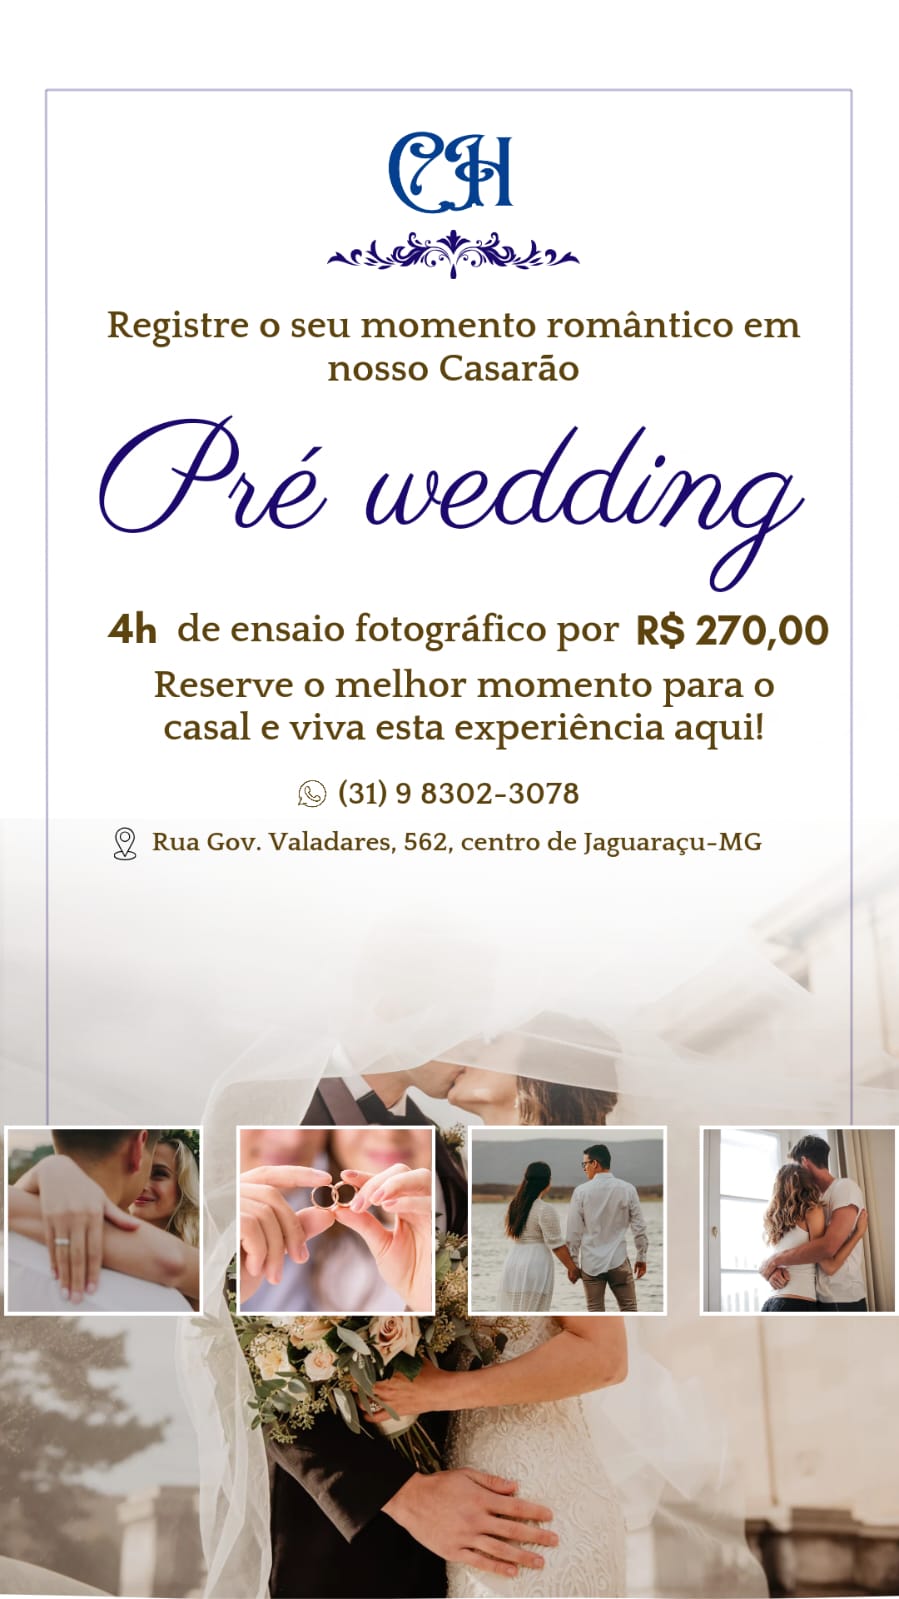 CH
Registre o seu momento romântico em
nosso Casarão
Pré wedding
4h de ensaio fotográfico por R$ 270,00
Reserve o melhor momento para o
casal e viva esta experiência aqui!
(31) 9 8302-3078
Rua Gov. Valadares, 562, centro de Jaguaraçu-MG